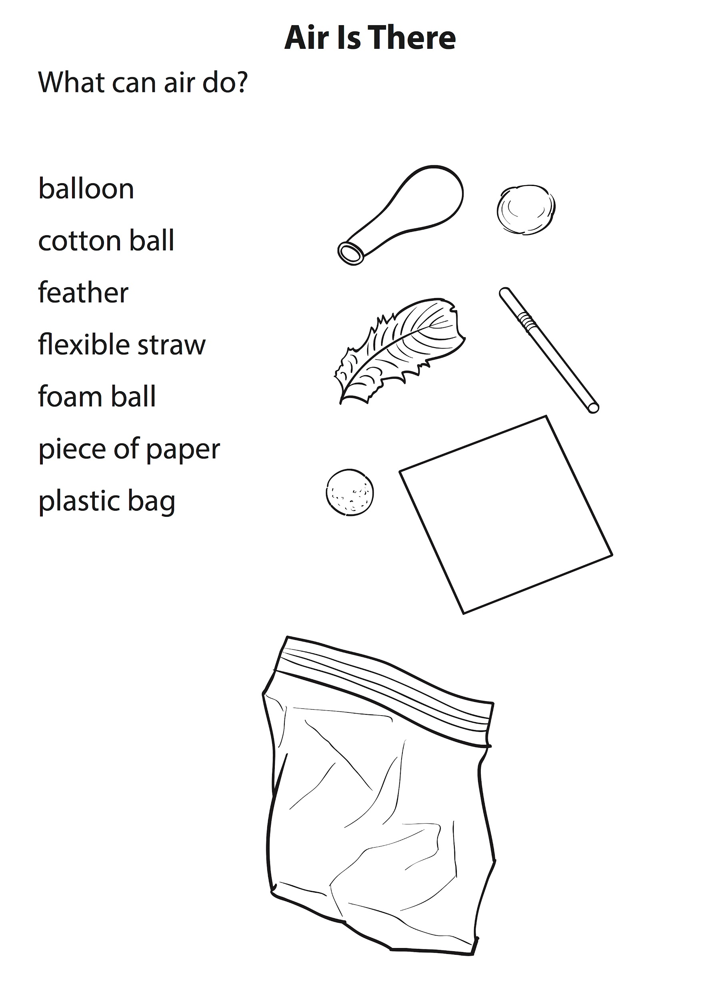 Air Is There
What can air do?
balloon
cotton ball
feather
flexible straw
foam ball
piece of paper
plastic bag